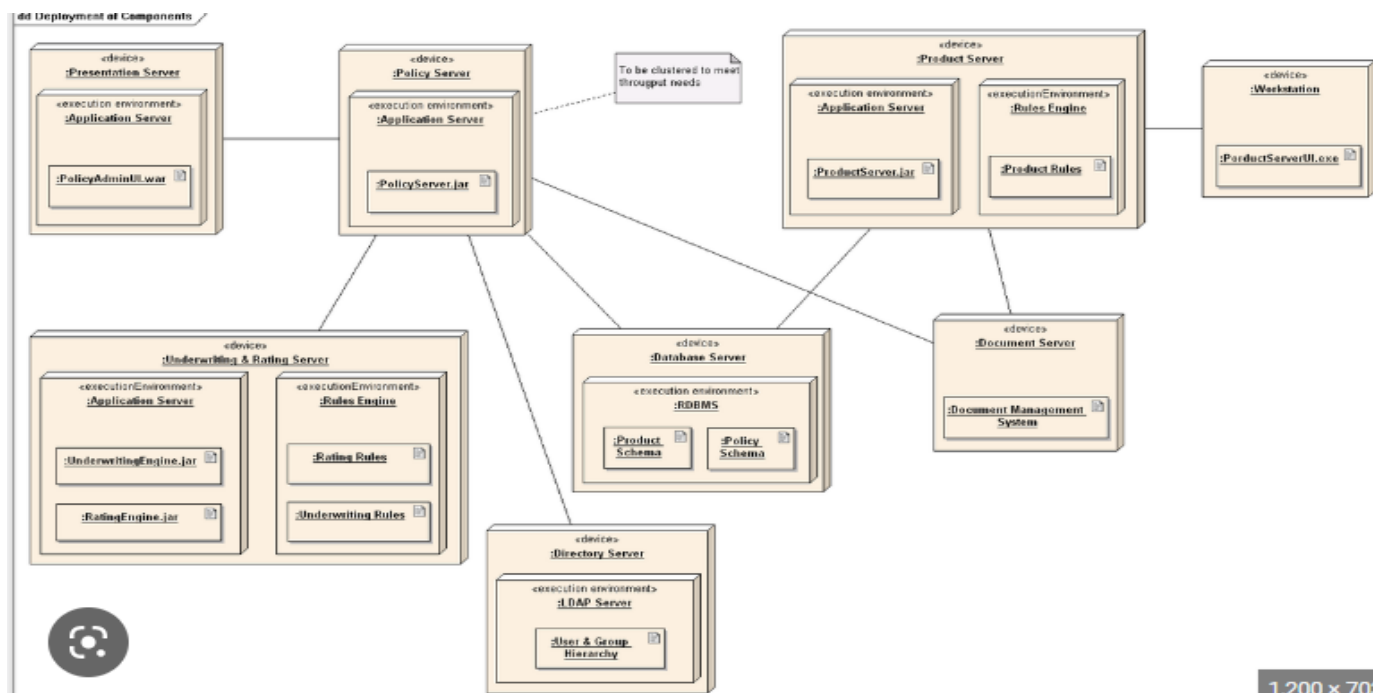 dd Deployment of Components
«device»
:Presentation Server
«execution environment»
:Application Server
:PolicyAdminUI.war
«device»
:Policy Server
«execution environment»
:Application Server
:PolicyServer.jar
To be clustered to meet
througput needs
«device»
:Product Server
«execution environment»
:Application Server
:ProductServer.jar
«executionEnvironment»
:Rules Engine
:Product Rules
«device»
:Workstation
:PorductServerUI.exe
«device»
:Underwriting & Rating Server
«executionEnvironment»
:Application Server
:UnderwritingEngine.jar
:RatingEngine.jar
«executionEnvironment»
:Rules Engine
:Rating Rules
:Underwriting Rules
«device»
:Database Server
«execution environment»
:RDBMS
:Product
Schema
:Policy
Schema
«device»
:Document Server
:Document Management
System
«device»
:Directory Server
«execution environment»
:LDAP Server
:User & Group
Hierarchy
1,200 × 70